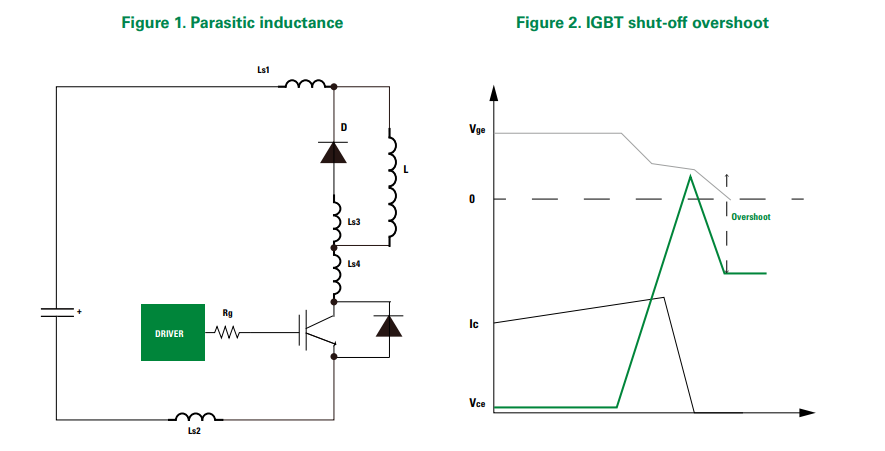 Figure 1. Parasitic inductance
Ls1
D
L
Ls3
Ls4
+
Rg
DRIVER
Ls2
Figure 2. IGBT shut-off overshoot
Vge
0
Overshoot
Ic
Vce